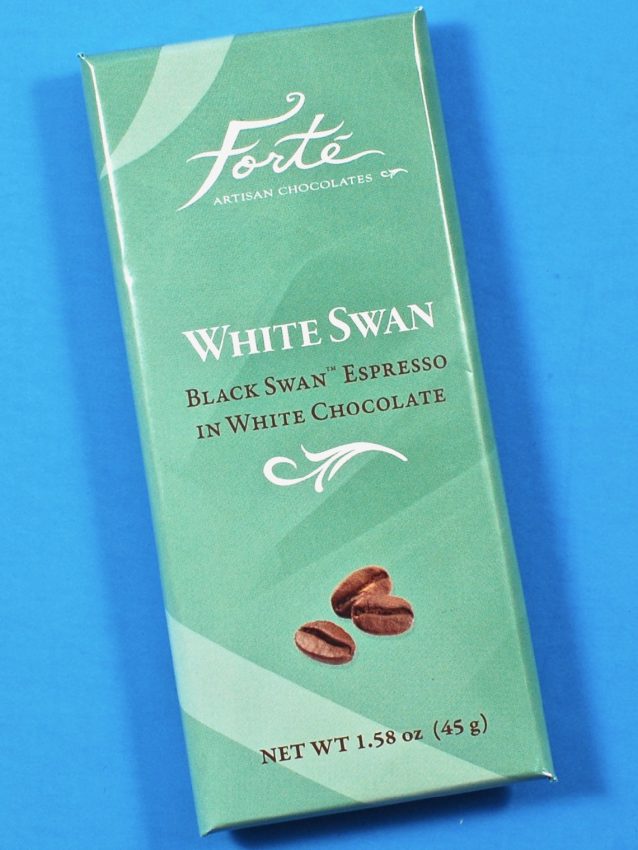 Forté
ARTISAN CHOCOLATES
WHITE SWAN
BLACK SWAN™ ESPRESSO
IN WHITE CHOCOLATE
NET WT 1.58 oz (45 g)